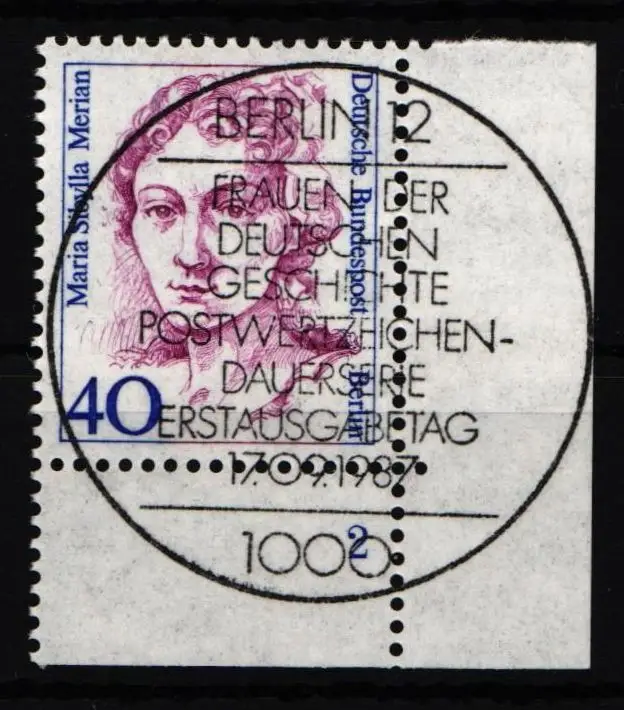 Maria Sibylla Merian
Deutsche Bundespost Berlin
40
BERLIN 12
FRAUEN DER
DEUTSCHEN
GESCHICHTE
POSTWERTZEICHEN-
DAUERSERIE
ERSTAUSGABETAG
17.09.1987
1000
2